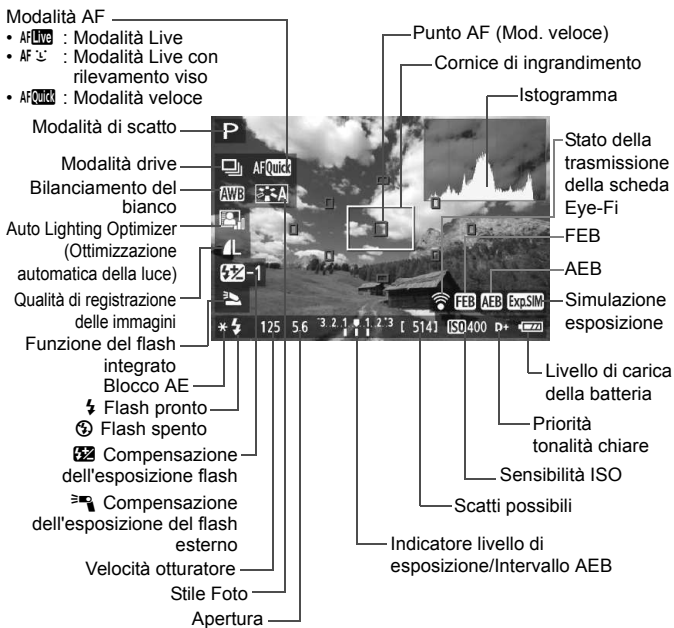 Modalità AF
• AF Live : Modalità Live
• AF : Modalità Live con
rilevamento viso
• AF Quick : Modalità veloce
Modalità di scatto
Modalità drive
Bilanciamento del
bianco
Auto Lighting Optimizer
(Ottimizzazione
automatica della luce)
Qualità di registrazione
delle immagini
Funzione del flash
integrato
Blocco AE
Flash pronto
Flash spento
Compensazione
dell'esposizione flash
Compensazione
dell'esposizione del flash
esterno
Velocità otturatore
Stile Foto
Apertura
Punto AF (Mod. veloce)
Cornice di ingrandimento
Istogramma
Stato della
trasmissione
della scheda
Eye-Fi
FEB
AEB
Simulazione
esposizione
Livello di carica
della batteria
Priorità
tonalità chiare
Sensibilità ISO
Scatti possibili
Indicatore livello di
esposizione/Intervallo AEB
P
AF Quick
AWB A
L
-1
FEB AEB Exp.SIM
* 125 5.6 3..2..1..1..2..3 [ 514] ISO 400 D+